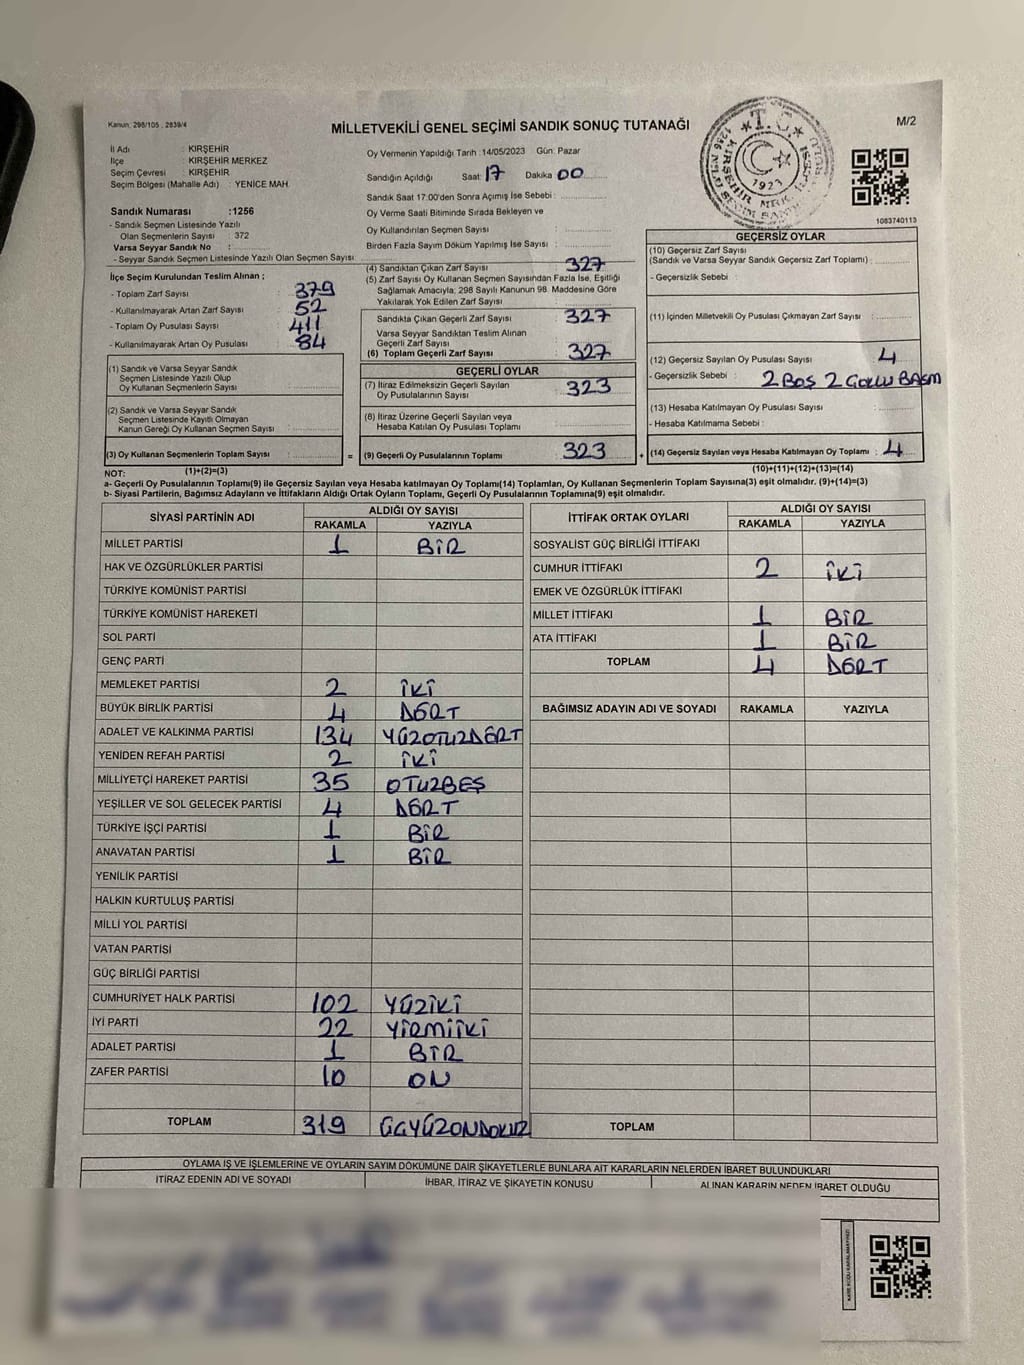 Kanun: 298/105 , 2839/4
MİLLETVEKİLİ GENEL SEÇİMİ SANDIK SONUÇ TUTANAĞI
M/2
İl Adı : KIRŞEHİR
İlçe : KIRŞEHİR MERKEZ
Seçim Çevresi : KIRŞEHİR
Seçim Bölgesi (Mahalle Adı) : YENİCE MAH.
Sandık Numarası :1256
- Sandık Seçmen Listesinde Yazılı
Olan Seçmenlerin Sayısı : 372
Varsa Seyyar Sandık No :
- Seyyar Sandık Seçmen Listesinde Yazılı Olan Seçmen Sayısı
Oy Vermenin Yapıldığı Tarih :14/05/2023 Gün: Pazar
Sandığın Açıldığı Saat: 17 Dakika 00
Sandık Saat 17.00'den Sonra Açılmış İse Sebebi :
Oy Verme Saati Bitiminde Sırada Bekleyen ve
Oy Kullandırılan Seçmen Sayısı :
Birden Fazla Sayım Döküm Yapılmış İse Sayısı :
T.C.
1923
1083740113
İlçe Seçim Kurulundan Teslim Alınan ;
- Toplam Zarf Sayısı : 379
- Kullanılmayarak Artan Zarf Sayısı : 52
- Toplam Oy Pusulası Sayısı : 411
- Kullanılmayarak Artan Oy Pusulası : 84
(1) Sandık ve Varsa Seyyar Sandık
Seçmen Listesinde Yazılı Olup
Oy Kullanan Seçmenlerin Sayısı :
(2) Sandık ve Varsa Seyyar Sandık
Seçmen Listesinde Kayıtlı Olmayan
Kanun Gereği Oy Kullanan Seçmen Sayısı :
(3) Oy Kullanan Seçmenlerin Toplam Sayısı :
(4) Sandıktan Çıkan Zarf Sayısı : 327
(5) Zarf Sayısı Oy Kullanan Seçmen Sayısından Fazla İse, Eşitliği
Sağlamak Amacıyla; 298 Sayılı Kanunun 98. Maddesine Göre
Yakılarak Yok Edilen Zarf Sayısı :
Sandıkta Çıkan Geçerli Zarf Sayısı : 327
Varsa Seyyar Sandıktan Teslim Alınan
Geçerli Zarf Sayısı :
(6) Toplam Geçerli Zarf Sayısı : 327
GEÇERLİ OYLAR
(7) İtiraz Edilmeksizin Geçerli Sayılan
Oy Pusulalarının Sayısı : 323
(8) İtiraz Üzerine Geçerli Sayılan veya
Hesaba Katılan Oy Pusulası Toplamı :
= (9) Geçerli Oy Pusulalarının Toplamı : 323
GEÇERSİZ OYLAR
(10) Geçersiz Zarf Sayısı
(Sandık ve Varsa Seyyar Sandık Geçersiz Zarf Toplamı) :
- Geçersizlik Sebebi :
(11) İçinden Milletvekili Oy Pusulası Çıkmayan Zarf Sayısı :
(12) Geçersiz Sayılan Oy Pusulası Sayısı : 4
- Geçersizlik Sebebi : 2 BOŞ 2 ÇOKLU BASIM
(13) Hesaba Katılmayan Oy Pusulası Sayısı :
- Hesaba Katılmama Sebebi :
+ (14) Geçersiz Sayılan veya Hesaba Katılmayan Oy Toplamı : 4
NOT: (1)+(2)=(3)
(10)+(11)+(12)+(13)=(14)
a- Geçerli Oy Pusulalarının Toplamı(9) ile Geçersiz Sayılan veya Hesaba Katılmayan Oy Toplamı(14) Toplamları, Oy Kullanan Seçmenlerin Toplam Sayısına(3) eşit olmalıdır. (9)+(14)=(3)
b- Siyasi Partilerin, Bağımsız Adayların ve İttifakların Aldığı Ortak Oyların Toplamı, Geçerli Oy Pusulalarının Toplamına(9) eşit olmalıdır.
SİYASİ PARTİNİN ADI ALDIĞI OY SAYISI
RAKAMLA YAZIYLA
MİLLET PARTİSİ 1 BİR
HAK VE ÖZGÜRLÜKLER PARTİSİ
TÜRKİYE KOMÜNİST PARTİSİ
TÜRKİYE KOMÜNİST HAREKETİ
SOL PARTİ
GENÇ PARTİ
MEMLEKET PARTİSİ 2 İKİ
BÜYÜK BİRLİK PARTİSİ 4 DÖRT
ADALET VE KALKINMA PARTİSİ 134 YÜZOTUZDÖRT
YENİDEN REFAH PARTİSİ 2 İKİ
MİLLİYETÇİ HAREKET PARTİSİ 35 OTUZBEŞ
YEŞİLLER VE SOL GELECEK PARTİSİ 4 DÖRT
TÜRKİYE İŞÇİ PARTİSİ 1 BİR
ANAVATAN PARTİSİ 1 BİR
YENİLİK PARTİSİ
HALKIN KURTULUŞ PARTİSİ
MİLLİ YOL PARTİSİ
VATAN PARTİSİ
GÜÇ BİRLİĞİ PARTİSİ
CUMHURİYET HALK PARTİSİ 102 YÜZİKİ
İYİ PARTİ 22 YİRMİİKİ
ADALET PARTİSİ 1 BİR
ZAFER PARTİSİ 10 ON
TOPLAM 319 ÜÇYÜZONDOKUZ
İTTİFAK ORTAK OYLARI ALDIĞI OY SAYISI
RAKAMLA YAZIYLA
SOSYALİST GÜÇ BİRLİĞİ İTTİFAKI
CUMHUR İTTİFAKI 2 İKİ
EMEK VE ÖZGÜRLÜK İTTİFAKI
MİLLET İTTİFAKI 1 BİR
ATA İTTİFAKI 1 BİR
TOPLAM 4 DÖRT
BAĞIMSIZ ADAYIN ADI VE SOYADI RAKAMLA YAZIYLA
TOPLAM
OYLAMA İŞ VE İŞLEMLERİNE VE OYLARIN SAYIM DÖKÜMÜNE DAİR ŞİKAYETLERLE BUNLARA AİT KARARLARIN NELERDEN İBARET BULUNDUKLARI
İTİRAZ EDENİN ADI VE SOYADI İHBAR, İTİRAZ VE ŞİKAYETİN KONUSU ALINAN KARARIN NEDEN İBARET OLDUĞU
KARE KODU KARALAMAYINIZ!